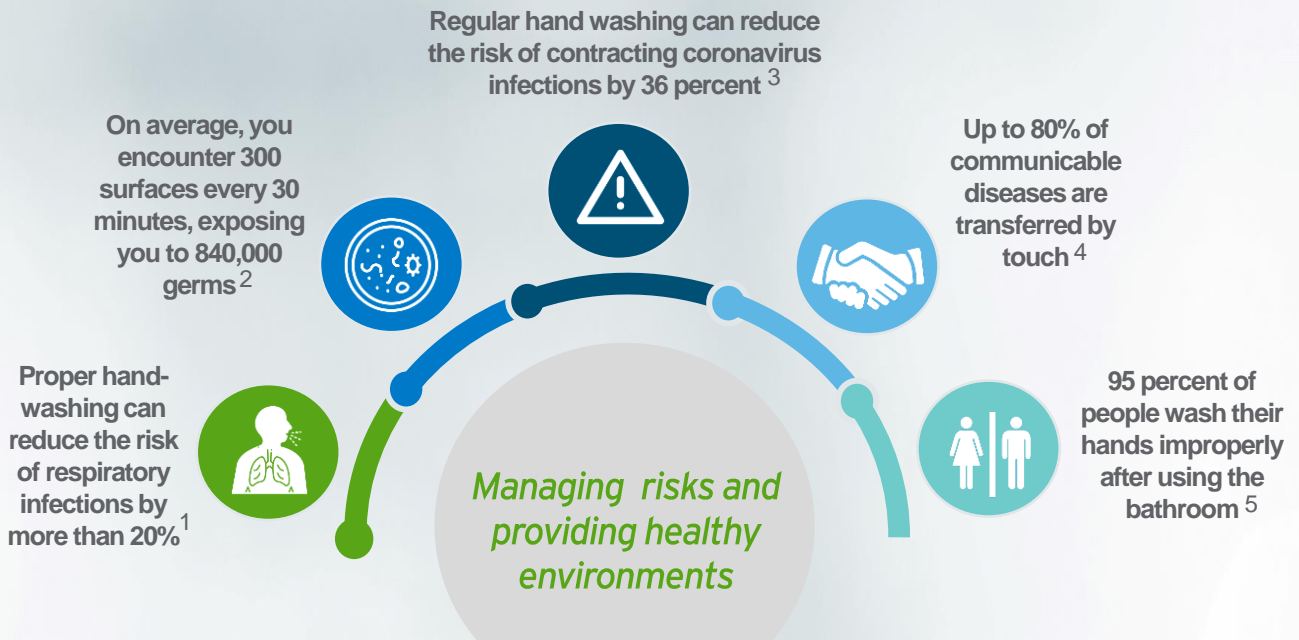 Regular hand washing can reduce
the risk of contracting coronavirus
infections by 36 percent 3
On average, you
encounter 300
surfaces every 30
minutes, exposing
you to 840,000
germs 2
Up to 80% of
communicable
diseases are
transferred by
touch 4
Proper hand-
washing can
reduce the risk
of respiratory
infections by
more than 20% 1
95 percent of
people wash their
hands improperly
after using the
bathroom 5
Managing risks and
providing healthy
environments